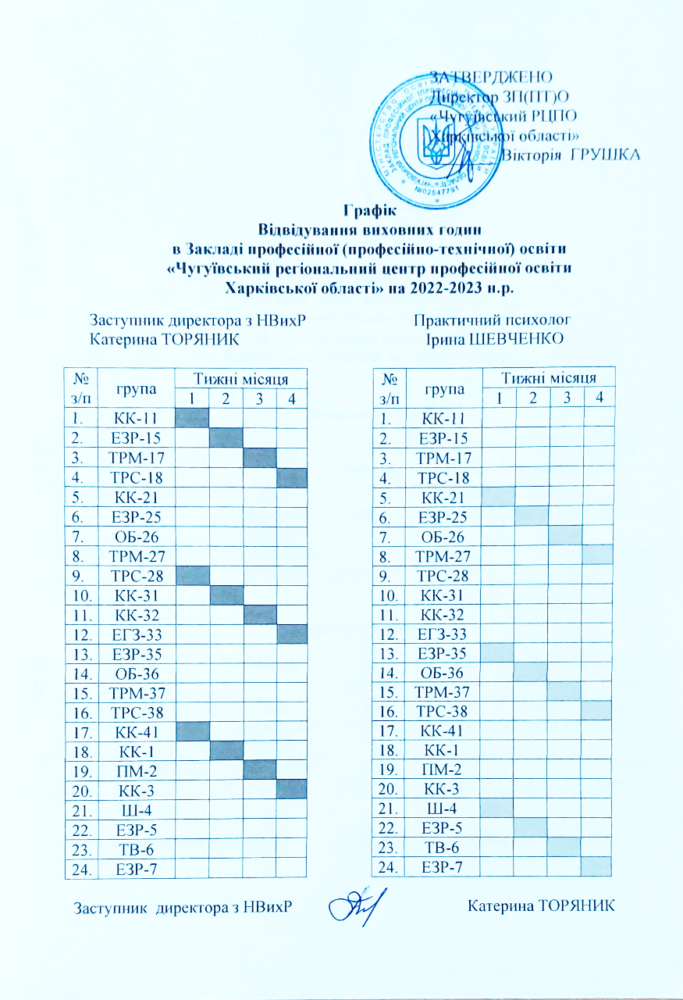 ЗАТВЕРДЖЕНО
Директор ЗП(ПТ)О
«Чугуївський РЦПО
Харківської області»
Вікторія ГРУШКА
№02547791
Графік
Відвідування виховних годин
в Закладі професійної (професійно-технічної) освіти
«Чугуївський регіональний центр професійної освіти
Харківської області» на 2022-2023 н.р.
Заступник директора з НВихР
Катерина ТОРЯНИК
№ з/п група Тижні місяця
1 2 3 4
1. КК-11
2. ЕЗР-15
3. ТРМ-17
4. ТРС-18
5. КК-21
6. ЕЗР-25
7. ОБ-26
8. ТРМ-27
9. ТРС-28
10. КК-31
11. КК-32
12. ЕГЗ-33
13. ЕЗР-35
14. ОБ-36
15. ТРМ-37
16. ТРС-38
17. КК-41
18. КК-1
19. ПМ-2
20. КК-3
21. Ш-4
22. ЕЗР-5
23. ТВ-6
24. ЕЗР-7
Практичний психолог
Ірина ШЕВЧЕНКО
№ з/п група Тижні місяця
1 2 3 4
1. КК-11
2. ЕЗР-15
3. ТРМ-17
4. ТРС-18
5. КК-21
6. ЕЗР-25
7. ОБ-26
8. ТРМ-27
9. ТРС-28
10. КК-31
11. КК-32
12. ЕГЗ-33
13. ЕЗР-35
14. ОБ-36
15. ТРМ-37
16. ТРС-38
17. КК-41
18. КК-1
19. ПМ-2
20. КК-3
21. Ш-4
22. ЕЗР-5
23. ТВ-6
24. ЕЗР-7
Заступник директора з НВихР Катерина ТОРЯНИК